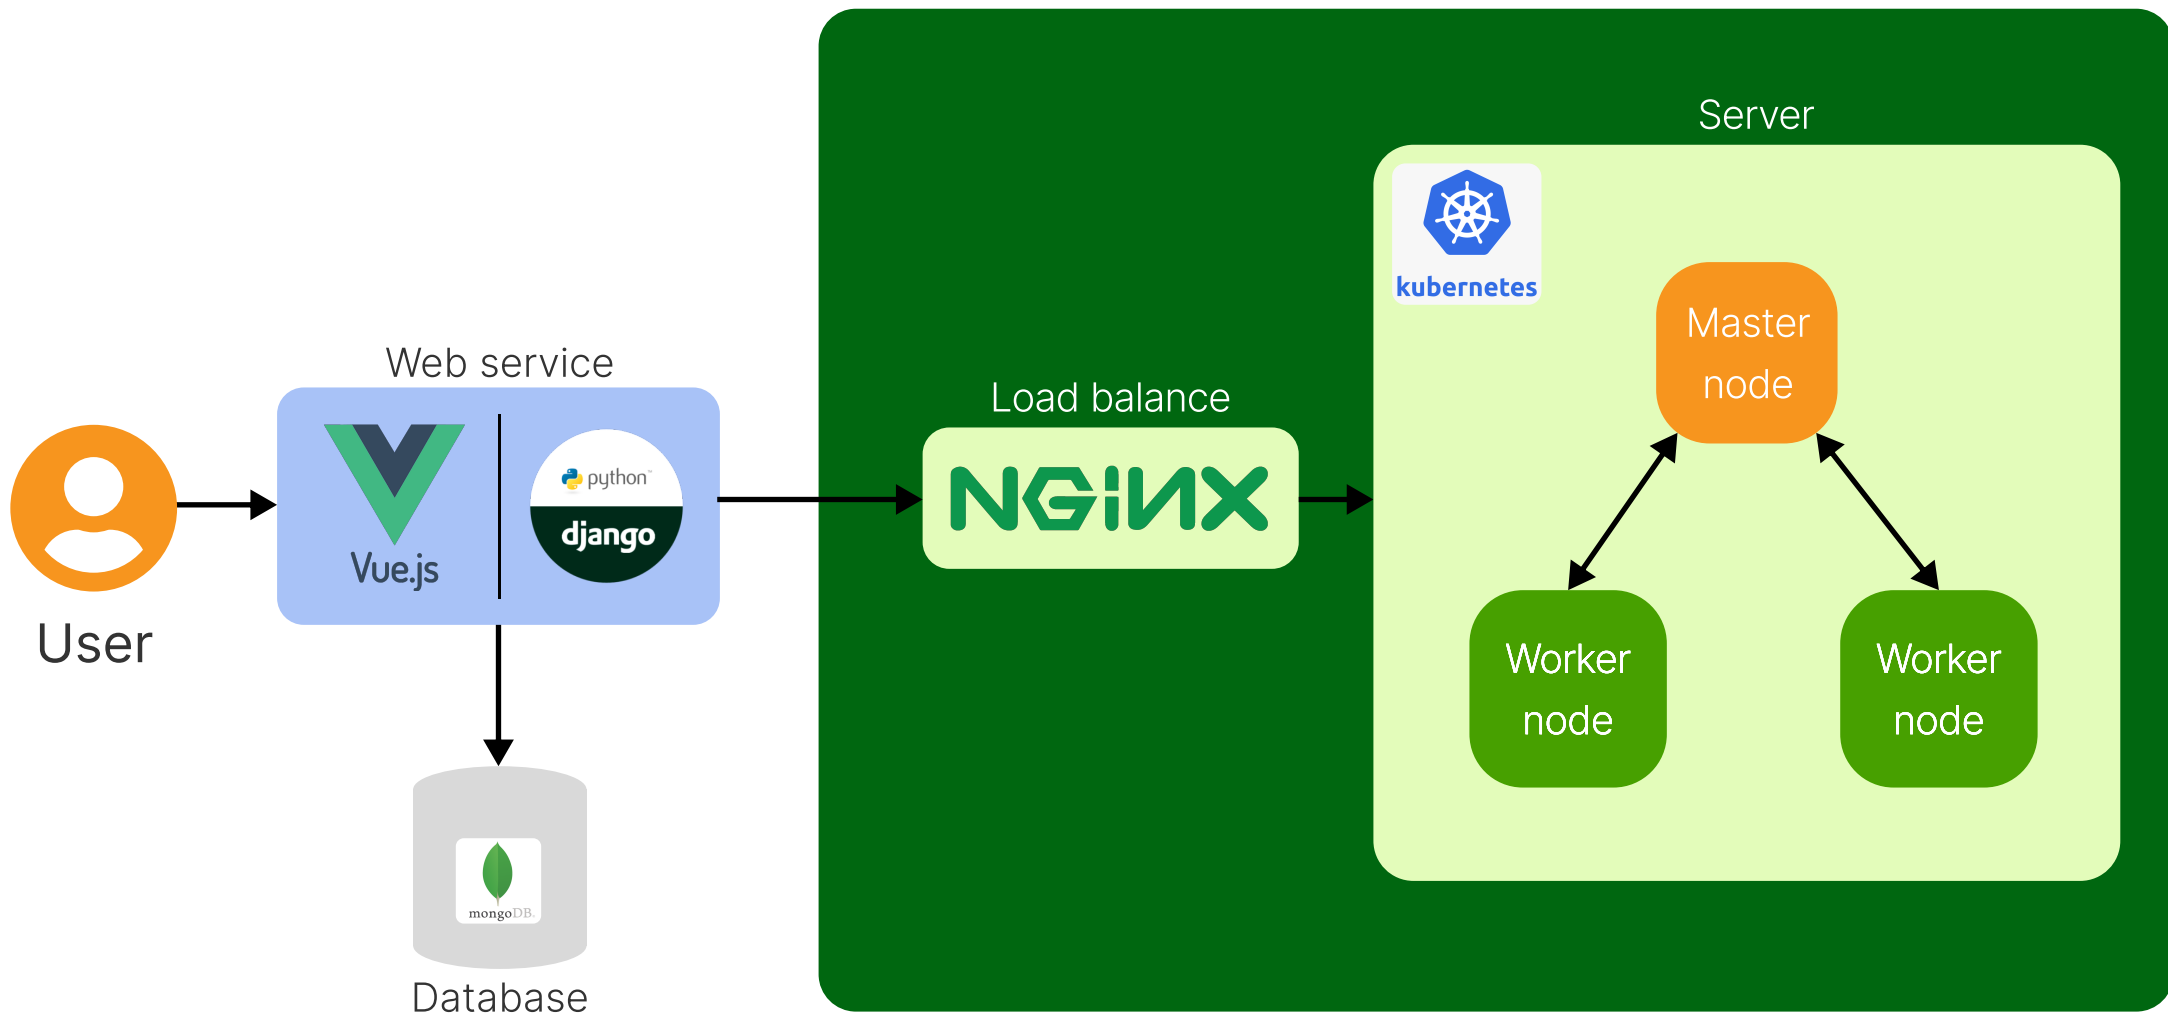 Server
kubernetes
Master
node
Web service
Load balance
python
django
Vue.js
NGINX
User
Worker
node
Worker
node
mongoDB.
Database